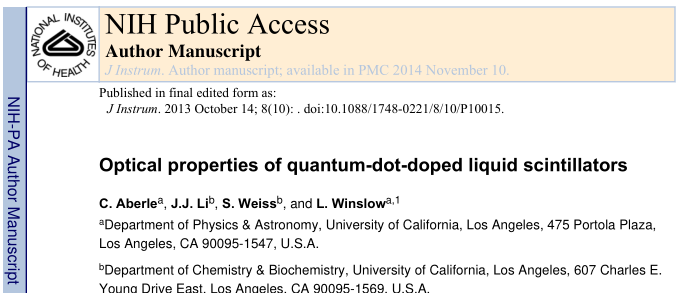 NATIONAL INSTITUTES
OF HEALTH
NIH Public Access
Author Manuscript
J Instrum. Author manuscript; available in PMC 2014 November 10.
Published in final edited form as:
J Instrum. 2013 October 14; 8(10): . doi:10.1088/1748-0221/8/10/P10015.
NIH-PA Author Manuscript
Optical properties of quantum-dot-doped liquid scintillators
C. Aberleᵃ, J.J. Liᵇ, S. Weissᵇ, and L. Winslowᵃ,¹
ᵃDepartment of Physics & Astronomy, University of California, Los Angeles, 475 Portola Plaza,
Los Angeles, CA 90095-1547, U.S.A.
ᵇDepartment of Chemistry & Biochemistry, University of California, Los Angeles, 607 Charles E.
Young Drive East, Los Angeles, CA 90095-1569, U.S.A.